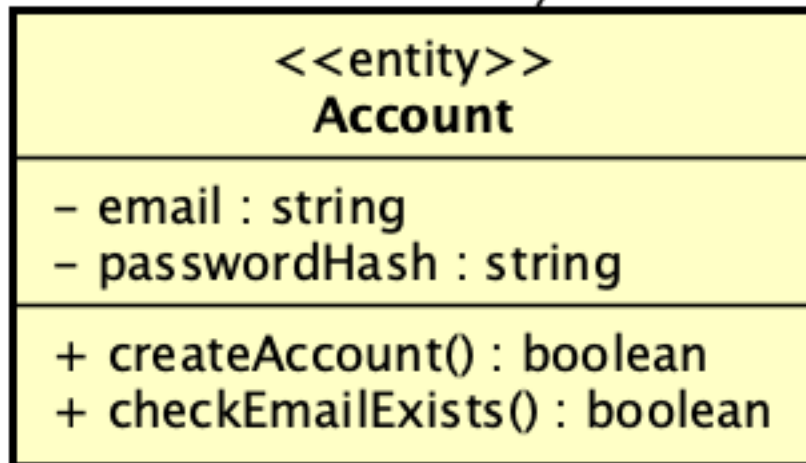 <<entity>>
Account
- email : string
- passwordHash : string
+ createAccount() : boolean
+ checkEmailExists() : boolean